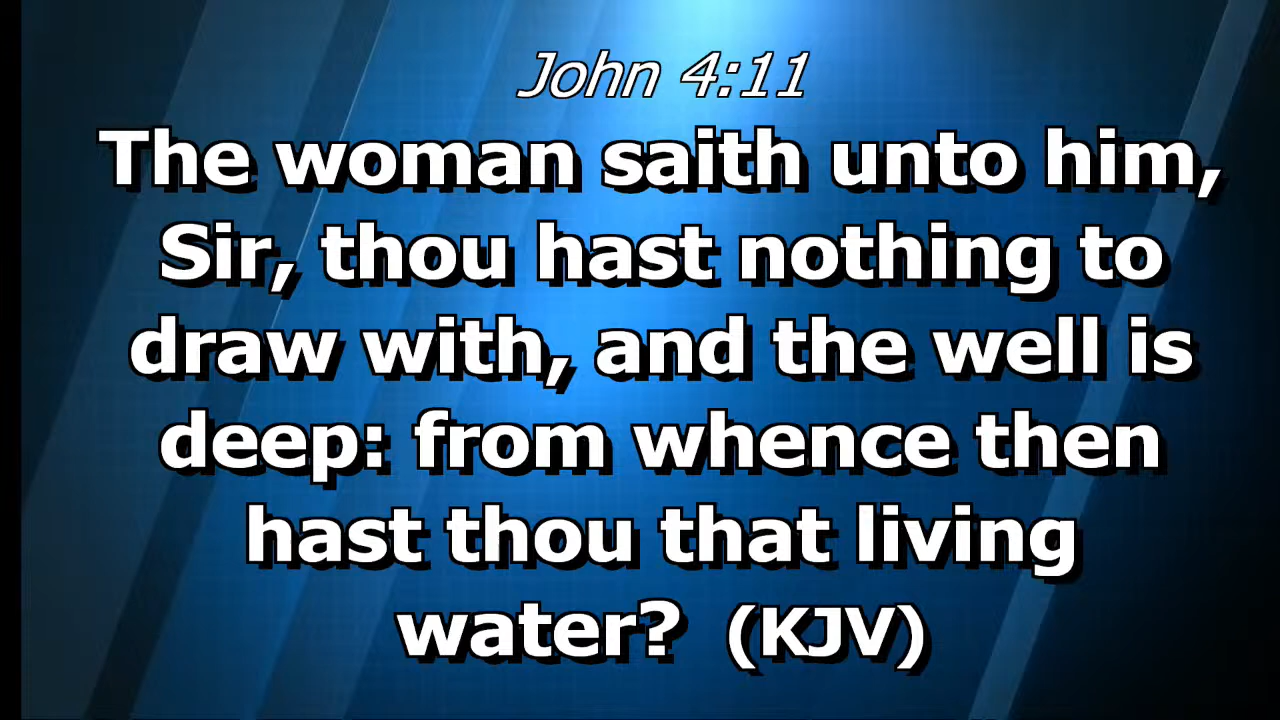 John 4:11
The woman saith unto him,
Sir, thou hast nothing to
draw with, and the well is
deep: from whence then
hast thou that living
water?  (KJV)